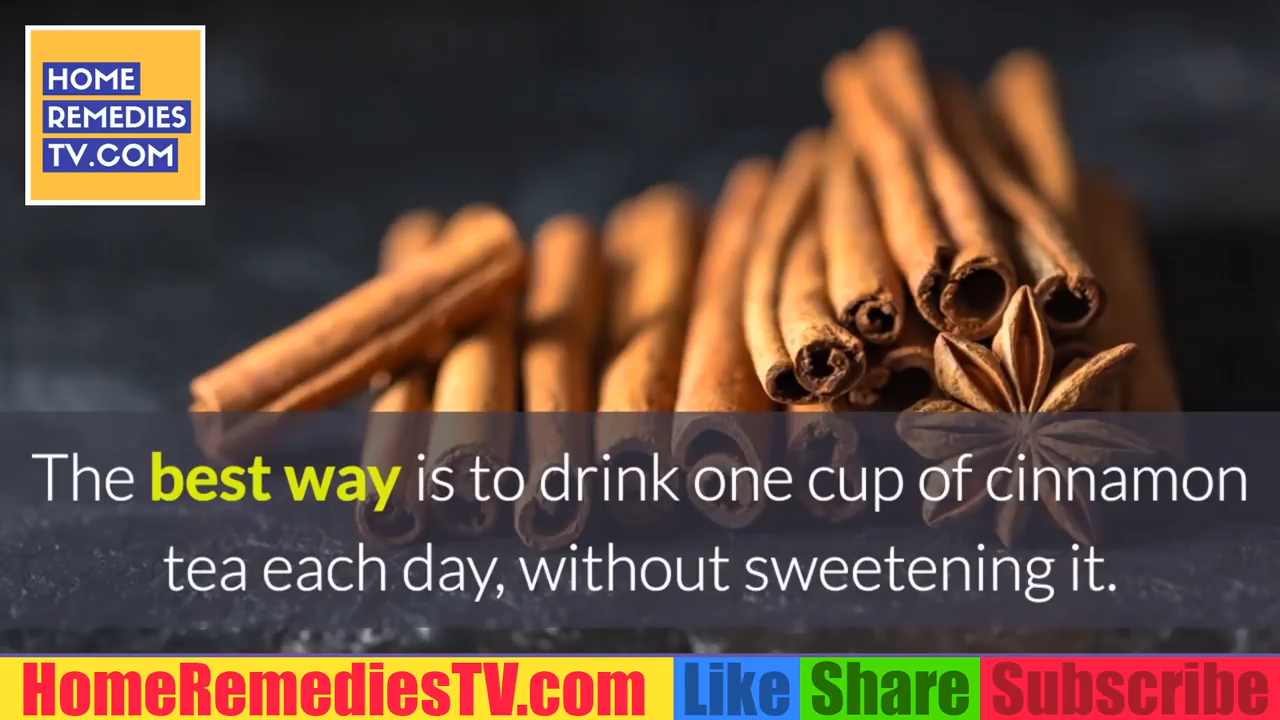 HOME
REMEDIES
TV.COM
The best way is to drink one cup of cinnamon
tea each day, without sweetening it.
HomeRemediesTV.com Like Share Subscribe